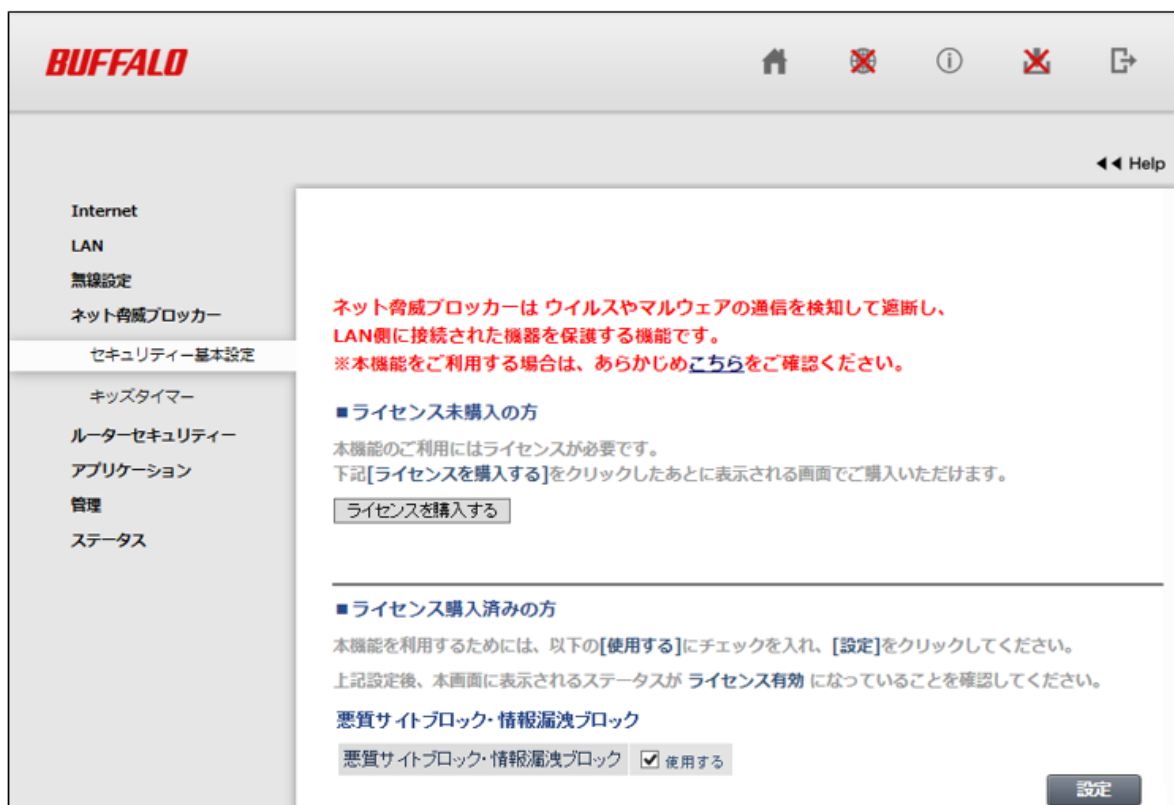 BUFFALO
Help
Internet
LAN
無線設定
ネット脅威ブロッカー
セキュリティー基本設定
キッズタイマー
ルーターセキュリティー
アプリケーション
管理
ステータス
ネット脅威ブロッカーは ウイルスやマルウェアの通信を検知して遮断し、
LAN側に接続された機器を保護する機能です。
※本機能をご利用する場合は、あらかじめこちらをご確認ください。
■ライセンス未購入の方
本機能のご利用にはライセンスが必要です。
下記[ライセンスを購入する]をクリックしたあとに表示される画面でご購入いただけます。
ライセンスを購入する
■ライセンス購入済みの方
本機能を利用するためには、以下の[使用する]にチェックを入れ、[設定]をクリックしてください。
上記設定後、本画面に表示されるステータスが ライセンス有効 になっていることを確認してください。
悪質サイトブロック・情報漏洩ブロック
悪質サイトブロック・情報漏洩ブロック 使用する
設定